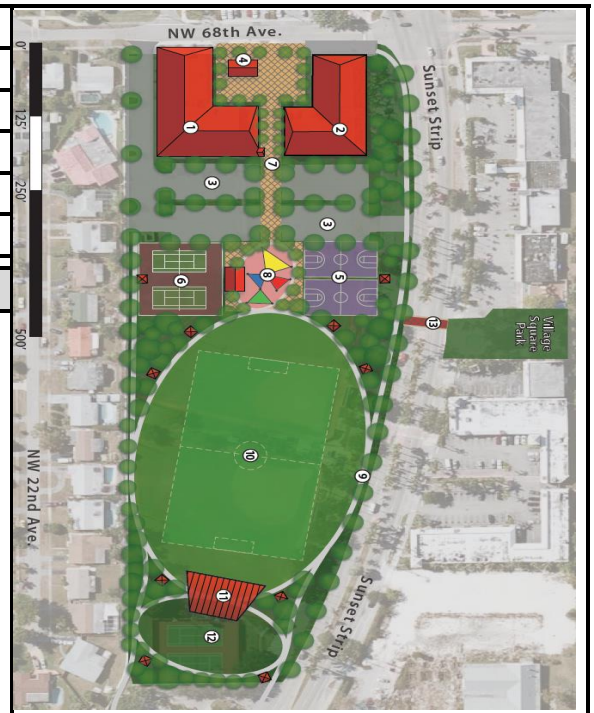 NW 68th Ave.
Sunset Strip
0'
125'
250'
500'
4
1
2
7
3
3
6
8
5
13
Village
Square
Park
10
9
11
12
NW 22nd Ave.
Sunset Strip